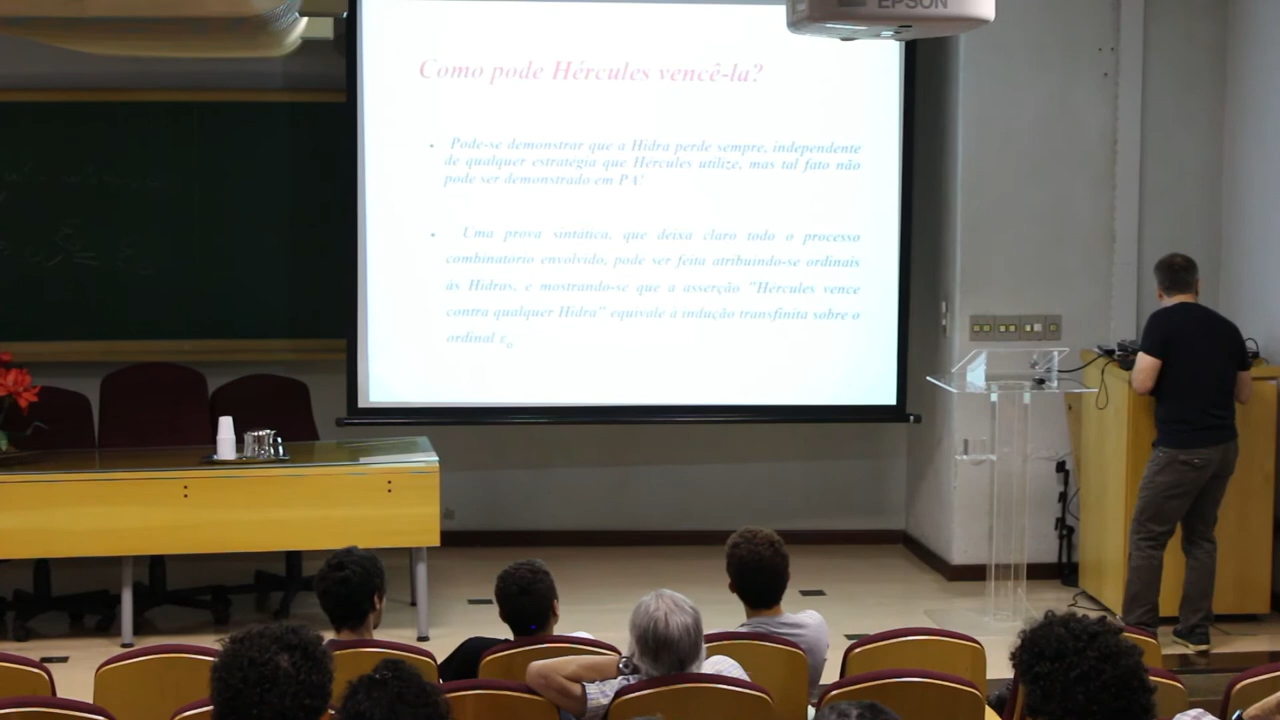 EPSON
Como pode Hércules vencê-la?
Pode-se demonstrar que a Hidra perde sempre, independente
de qualquer estratégia que Hércules utilize, mas tal fato não
pode ser demonstrado em PA!
Uma prova sintática, que deixa claro todo o processo
combinatório envolvido, pode ser feita atribuindo-se ordinais
às Hidras, e mostrando-se que a asserção "Hércules vence
contra qualquer Hidra" equivale à indução transfinita sobre o
ordinal ε₀